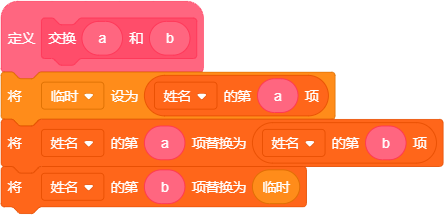 定义 交换 a 和 b
将 临时 设为 姓名 的第 a 项
将 姓名 的第 a 项替换为 姓名 的第 b 项
将 姓名 的第 b 项替换为 临时